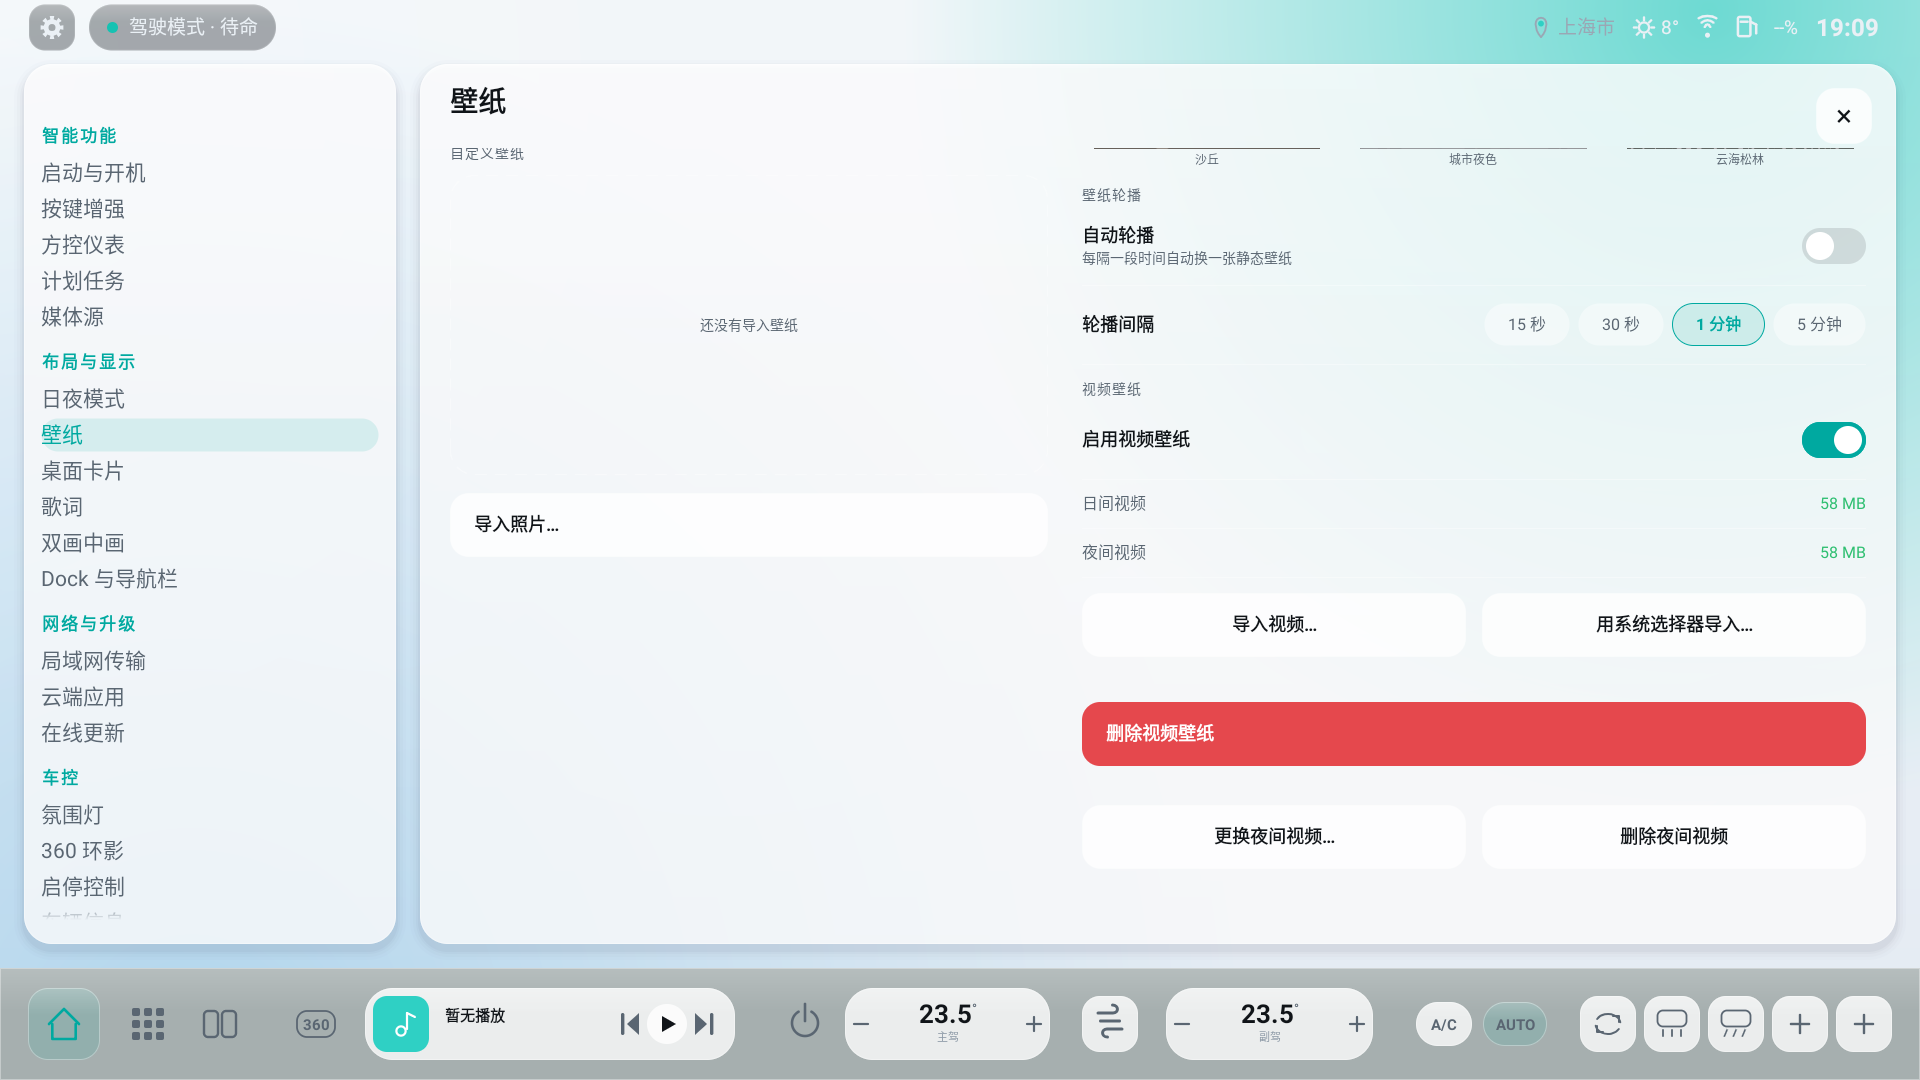 驾驶模式 · 待命
上海市
8°
--%
19:09
智能功能
启动与开机
按键增强
方控仪表
计划任务
媒体源
布局与显示
日夜模式
壁纸
桌面卡片
歌词
双画中画
Dock 与导航栏
网络与升级
局域网传输
云端应用
在线更新
车控
氛围灯
360 环影
启停控制
车辆信息
壁纸
自定义壁纸
还没有导入壁纸
导入照片...
沙丘
城市夜色
云海松林
壁纸轮播
自动轮播
每隔一段时间自动换一张静态壁纸
轮播间隔
15 秒
30 秒
1 分钟
5 分钟
视频壁纸
启用视频壁纸
日间视频
58 MB
夜间视频
58 MB
导入视频...
用系统选择器导入...
删除视频壁纸
更换夜间视频...
删除夜间视频
360
暂无播放
23.5°
主驾
23.5°
副驾
A/C
AUTO